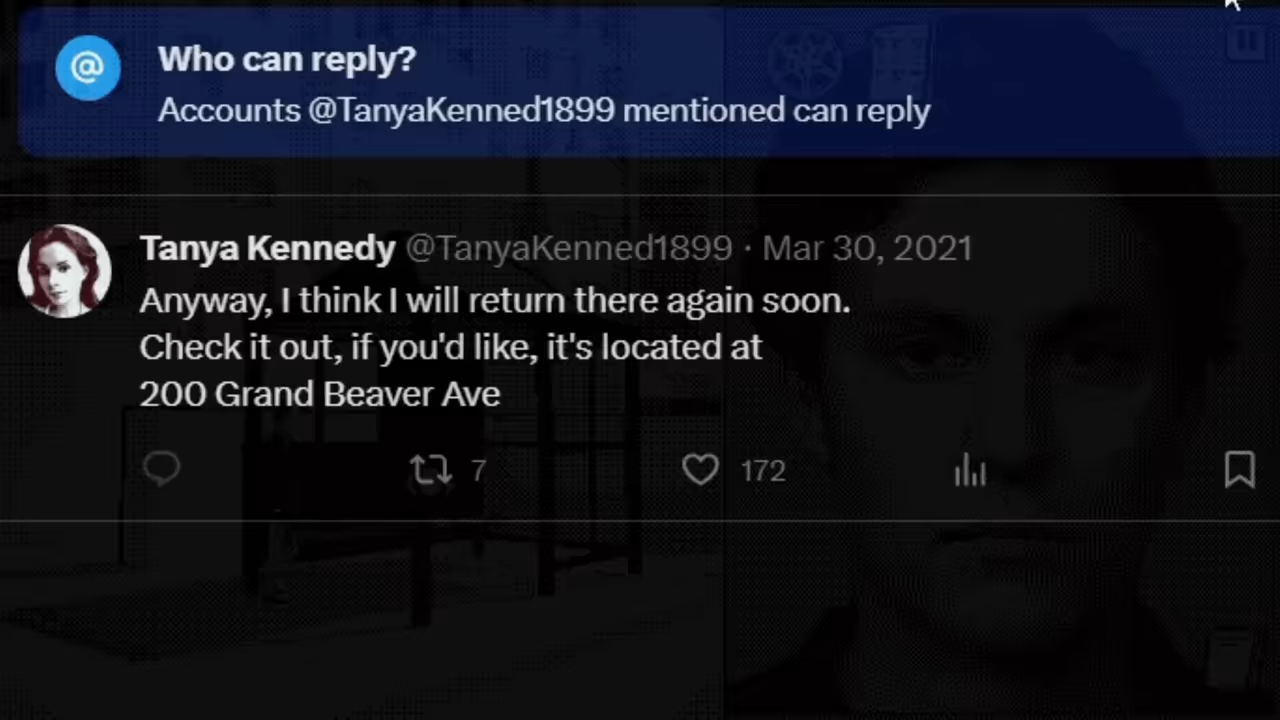 @
Who can reply?
Accounts @TanyaKenned1899 mentioned can reply
Tanya Kennedy @TanyaKenned1899 · Mar 30, 2021
Anyway, I think I will return there again soon.
Check it out, if you'd like, it's located at
200 Grand Beaver Ave
7 172